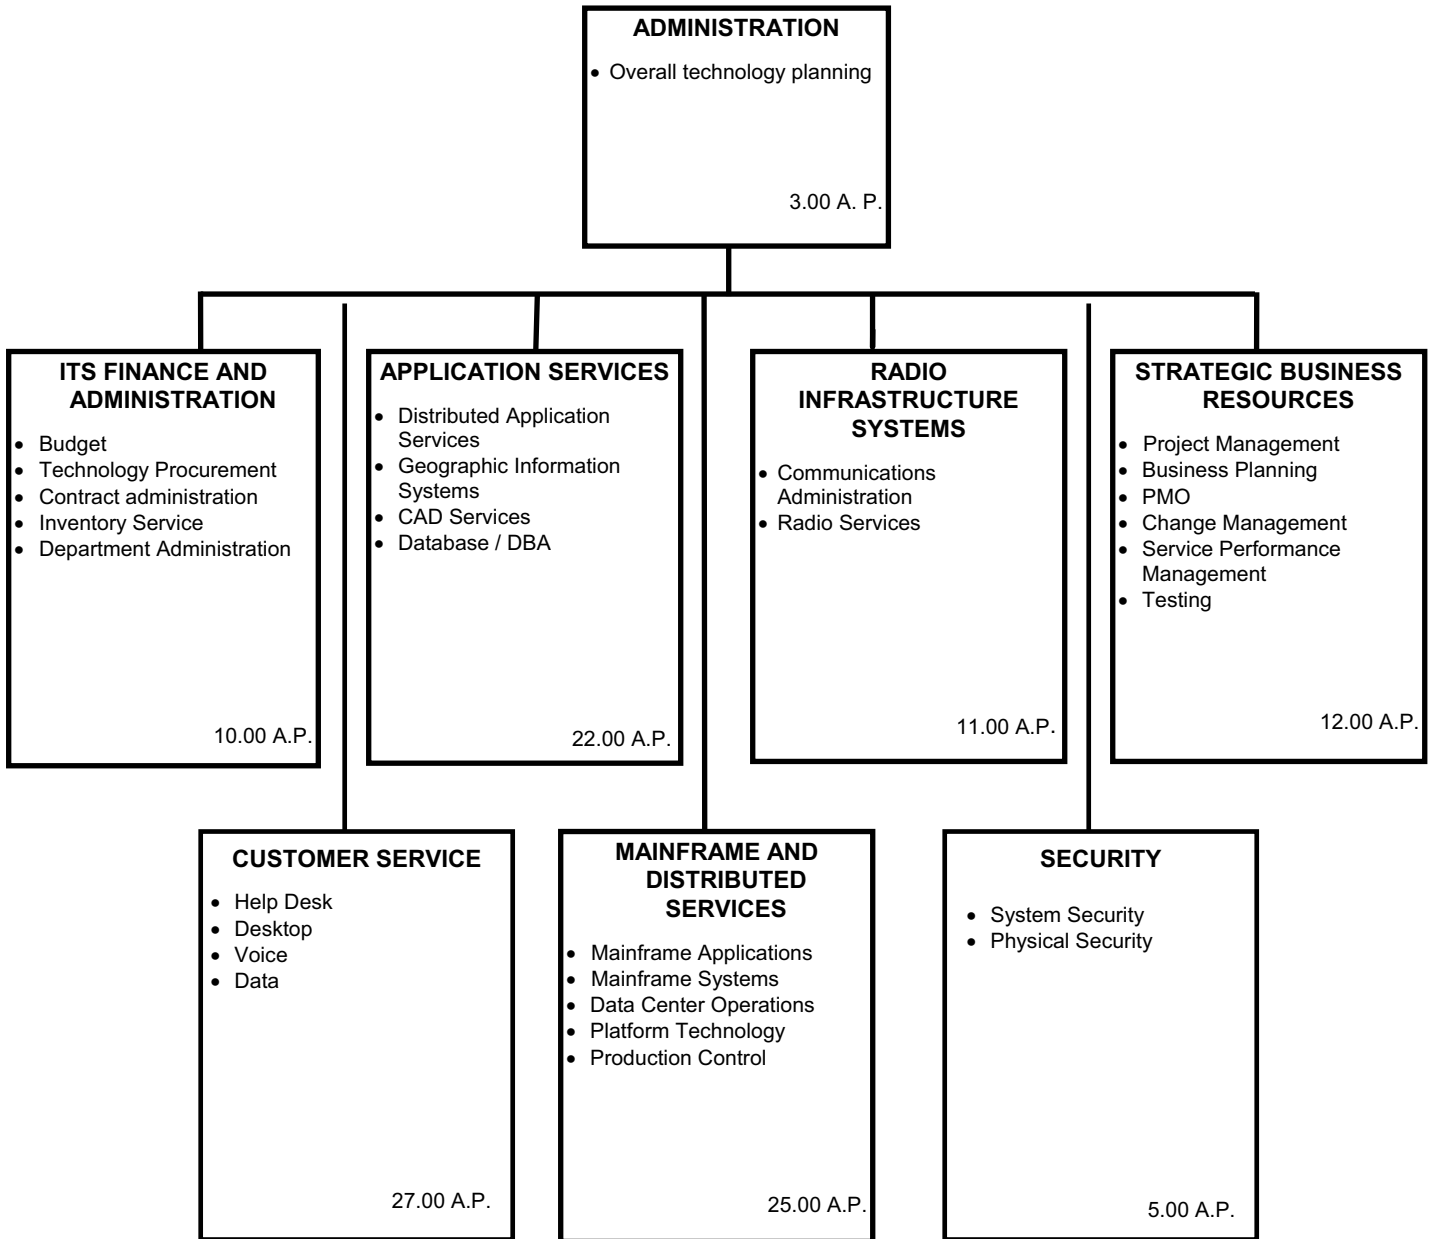 ADMINISTRATION
• Overall technology planning
3.00 A. P.
ITS FINANCE AND
ADMINISTRATION
• Budget
• Technology Procurement
• Contract administration
• Inventory Service
• Department Administration
10.00 A.P.
APPLICATION SERVICES
• Distributed Application
Services
• Geographic Information
Systems
• CAD Services
• Database / DBA
22.00 A.P.
RADIO
INFRASTRUCTURE
SYSTEMS
• Communications
Administration
• Radio Services
11.00 A.P.
STRATEGIC BUSINESS
RESOURCES
• Project Management
• Business Planning
• PMO
• Change Management
• Service Performance
Management
• Testing
12.00 A.P.
CUSTOMER SERVICE
• Help Desk
• Desktop
• Voice
• Data
27.00 A.P.
MAINFRAME AND
DISTRIBUTED
SERVICES
• Mainframe Applications
• Mainframe Systems
• Data Center Operations
• Platform Technology
• Production Control
25.00 A.P.
SECURITY
• System Security
• Physical Security
5.00 A.P.